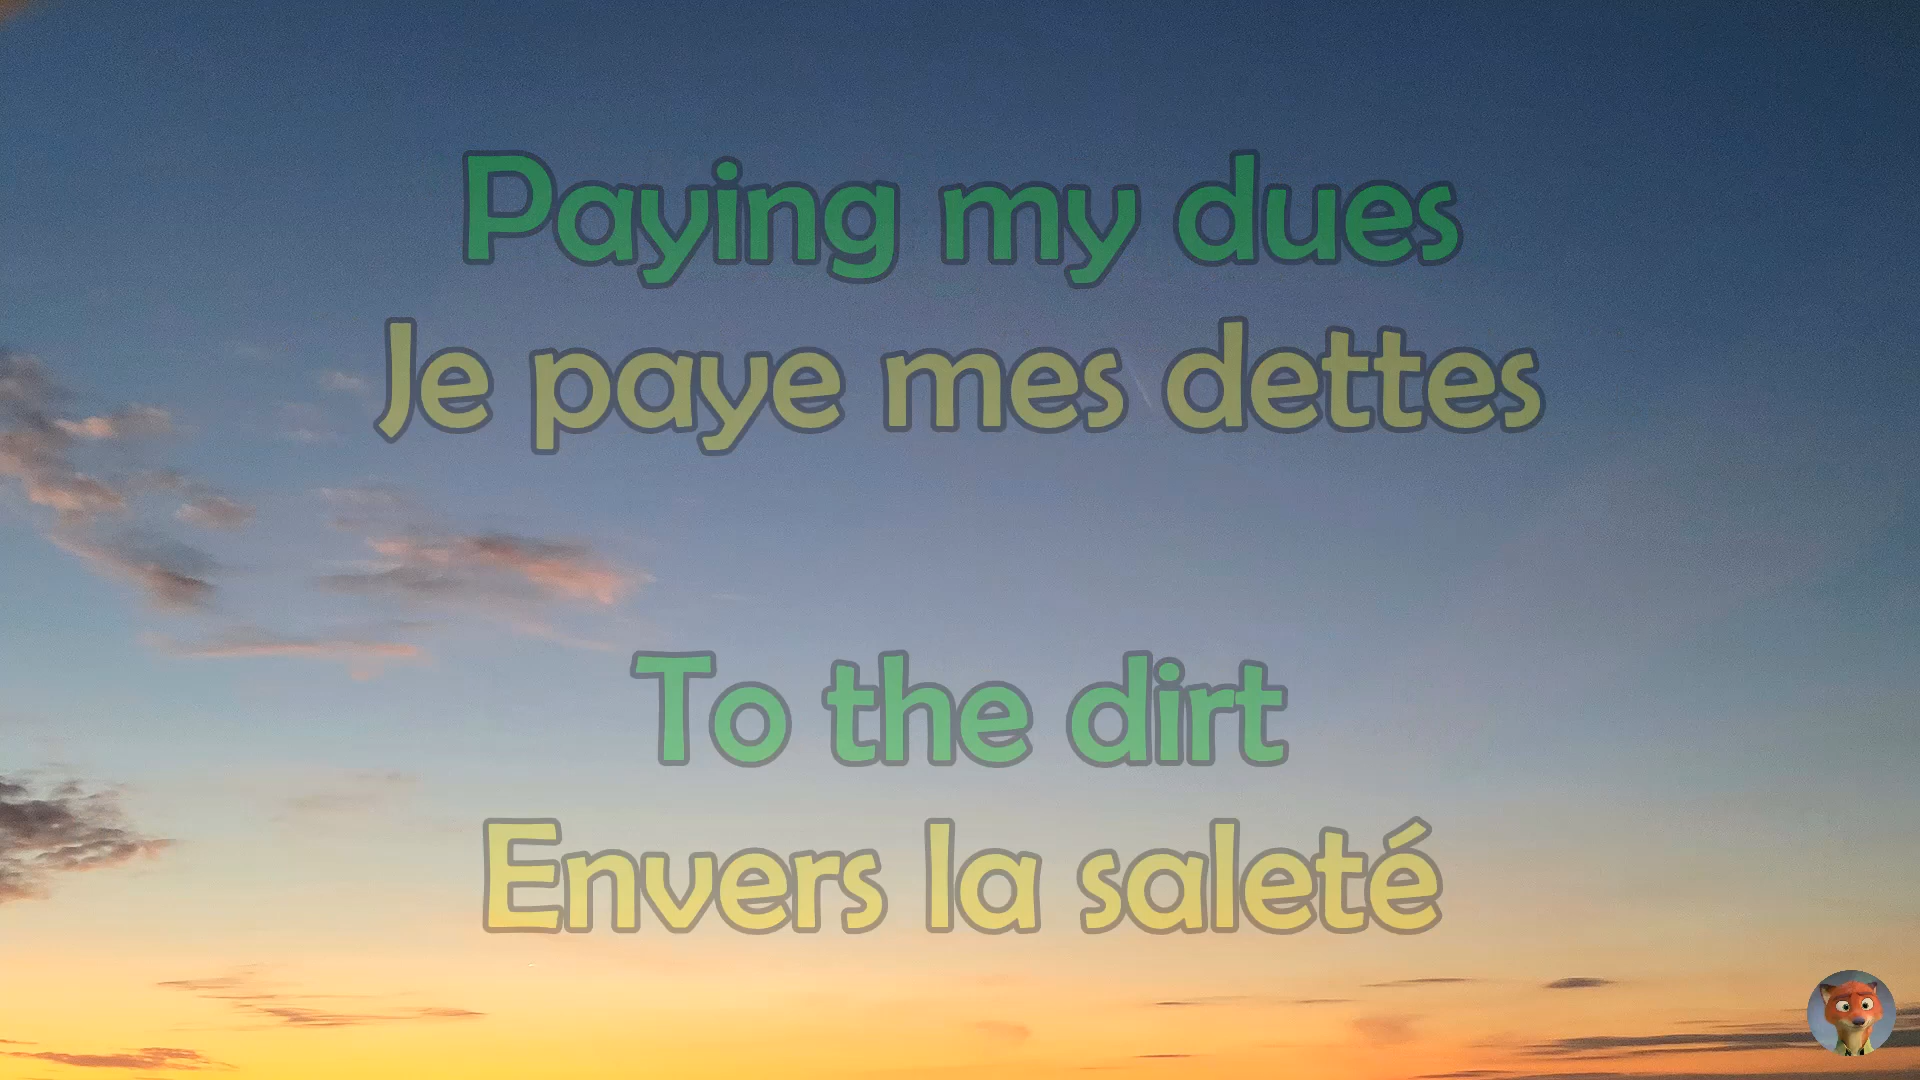 Paying my dues
Je paye mes dettes
To the dirt
Envers la saleté